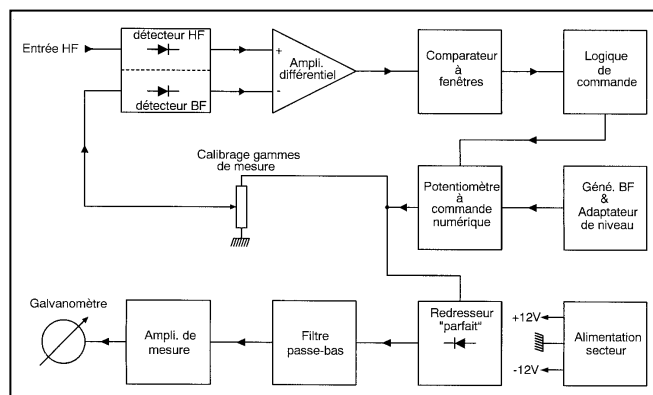 Entrée HF
détecteur HF
détecteur BF
+
-
Ampli.
différentiel
Comparateur
à
fenêtres
Logique
de
commande
Calibrage gammes
de mesure
Potentiomètre
à
commande
numérique
Géné. BF
&
Adaptateur
de niveau
Galvanomètre
Ampli. de
mesure
Filtre
passe-bas
Redresseur
"parfait"
+12V
-12V
Alimentation
secteur